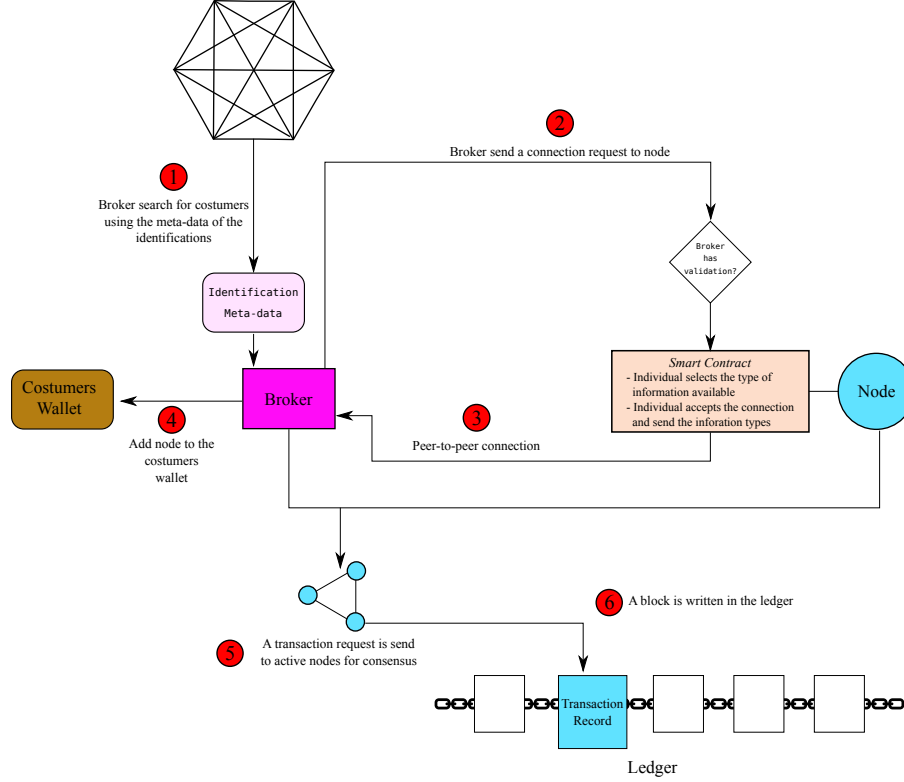 1
Broker search for costumers
using the meta-data of the
identifications
2
Broker send a connection request to node
Broker
has
validation?
Identification
Meta-data
Smart Contract
- Individual selects the type of
information available
- Individual accepts the connection
and send the inforation types
Node
Costumers
Wallet
Broker
4
Add node to the
costumers
wallet
3
Peer-to-peer connection
5
A transaction request is send
to active nodes for consensus
6
A block is written in the ledger
Transaction
Record
Ledger